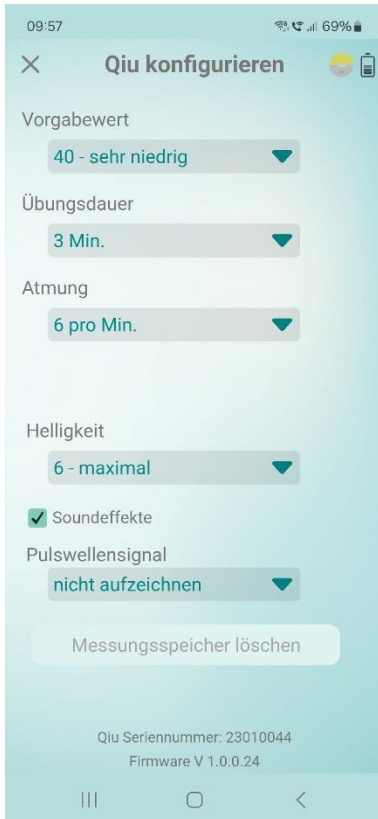 09:57 69%
Qiu konfigurieren
Vorgabewert
40 - sehr niedrig
Übungsdauer
3 Min.
Atmung
6 pro Min.
Helligkeit
6 - maximal
Soundeffekte
Pulswellensignal
nicht aufzeichnen
Messungsspeicher löschen
Qiu Seriennummer: 23010044
Firmware V 1.0.0.24